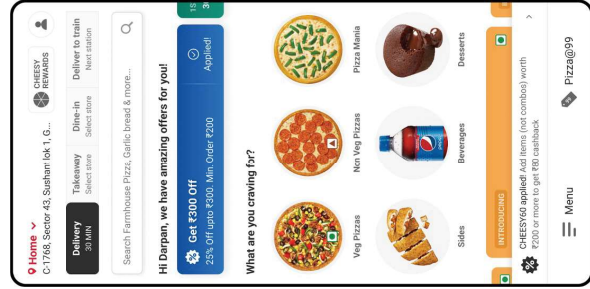 Home
CHEESY
REWARDS
C-1768, Sector 43, Sushant lok 1, G...
Delivery
30 MIN
Takeaway
Select store
Dine-in
Select store
Deliver to train
Next station
Search Farmhouse Pizza, Garlic bread & more...
Hi Darpan, we have amazing offers for you!
Get ₹300 Off
25% Off upto ₹300. Min. Order ₹200
Applied!
What are you craving for?
Veg Pizzas
Non Veg Pizzas
Pizza Mania
Sides
Beverages
Desserts
INTRODUCING
CHEESY60 applied! Add items (not combos) worth
₹200 or more to get ₹80 cashback
Menu
Pizza@99